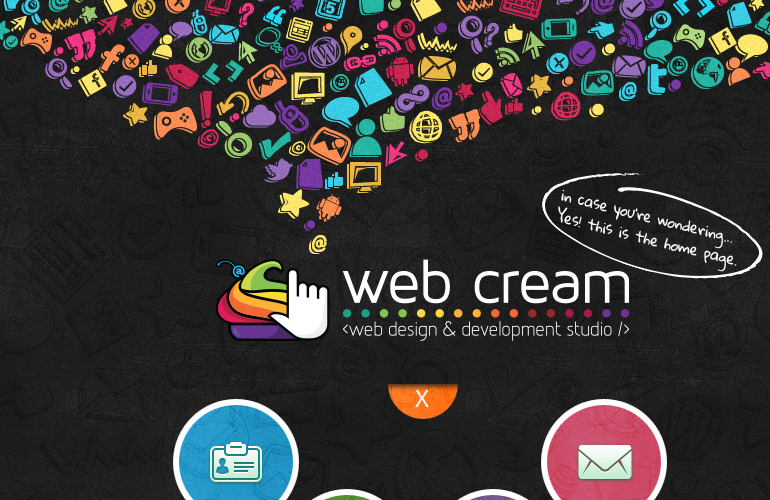 in case you're wondering...
Yes! this is the home page.
web cream
<web design & development studio />
X